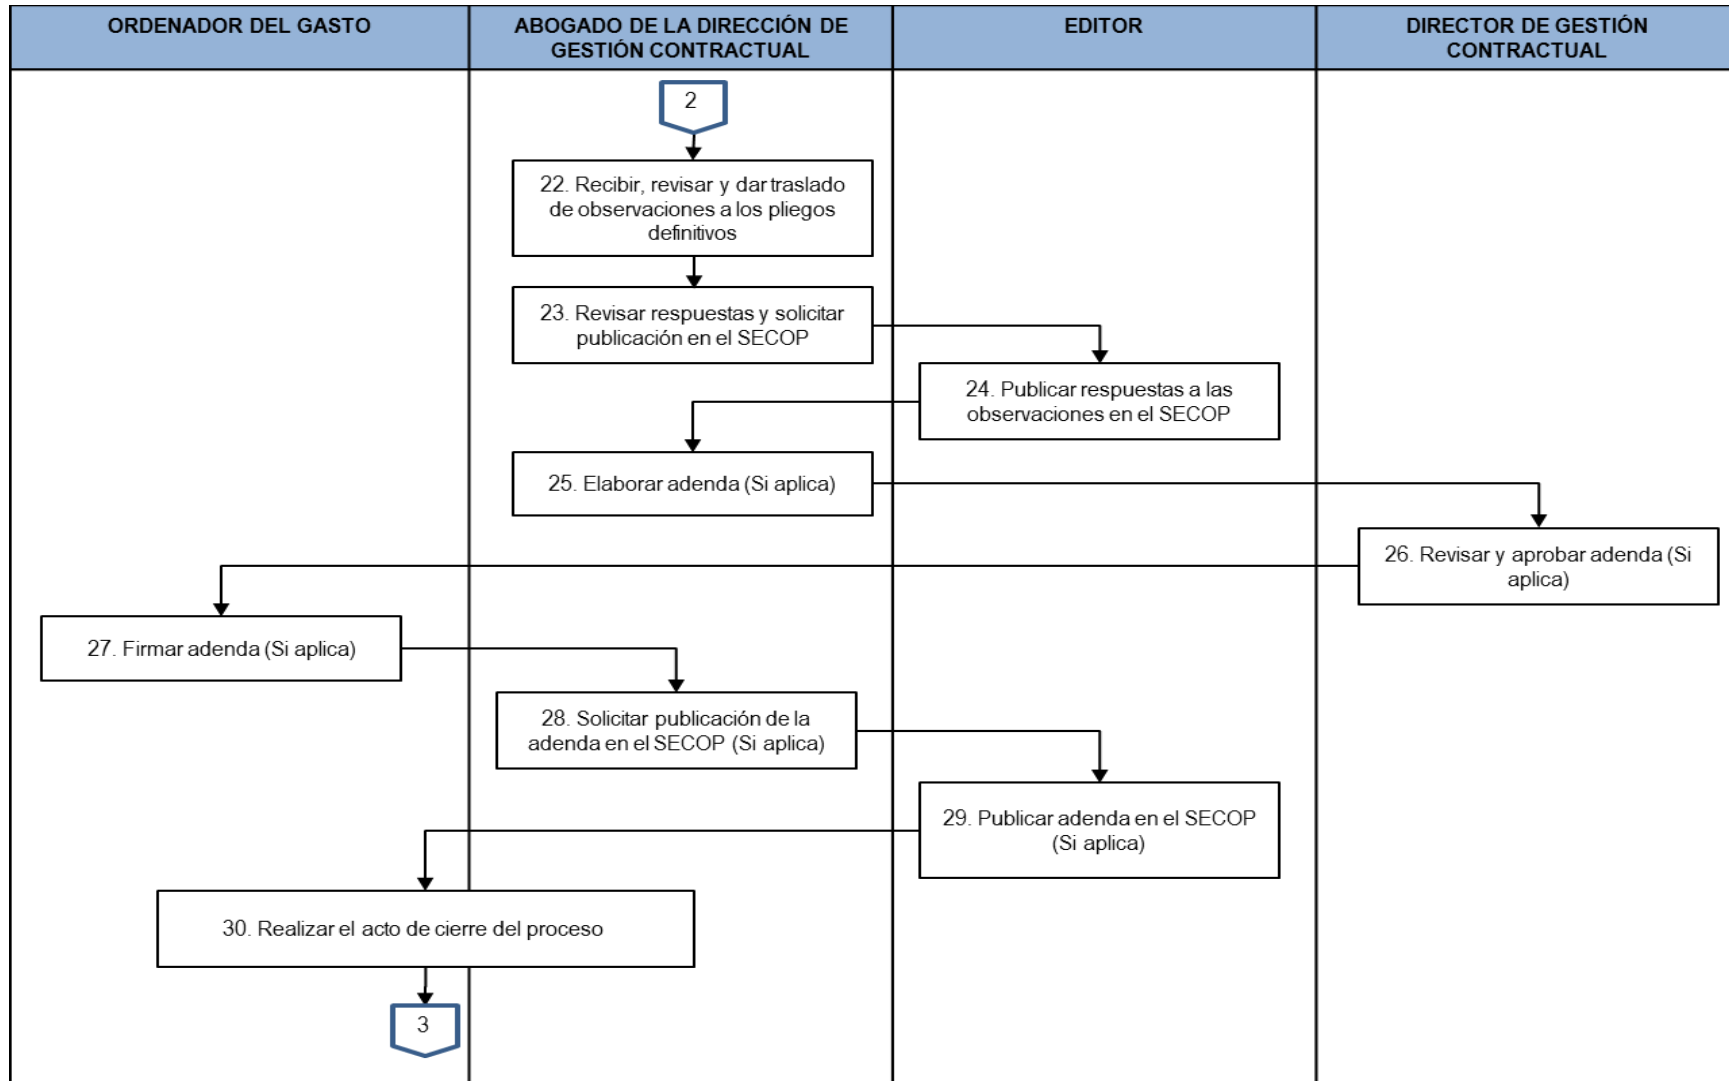 ORDENADOR DEL GASTO
ABOGADO DE LA DIRECCIÓN DE
GESTIÓN CONTRACTUAL
EDITOR
DIRECTOR DE GESTIÓN
CONTRACTUAL
2
22. Recibir, revisar y dar traslado
de observaciones a los pliegos
definitivos
23. Revisar respuestas y solicitar
publicación en el SECOP
24. Publicar respuestas a las
observaciones en el SECOP
25. Elaborar adenda (Si aplica)
26. Revisar y aprobar adenda (Si
aplica)
27. Firmar adenda (Si aplica)
28. Solicitar publicación de la
adenda en el SECOP (Si aplica)
29. Publicar adenda en el SECOP
(Si aplica)
30. Realizar el acto de cierre del proceso
3